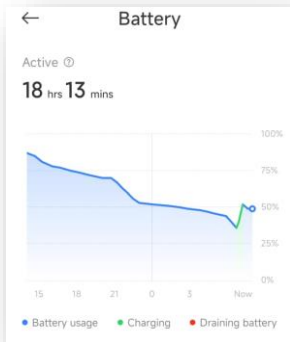 Battery
Active ?
18 hrs 13 mins
100%
75%
50%
25%
0%
15 18 21 0 3 Now
Battery usage Charging Draining battery